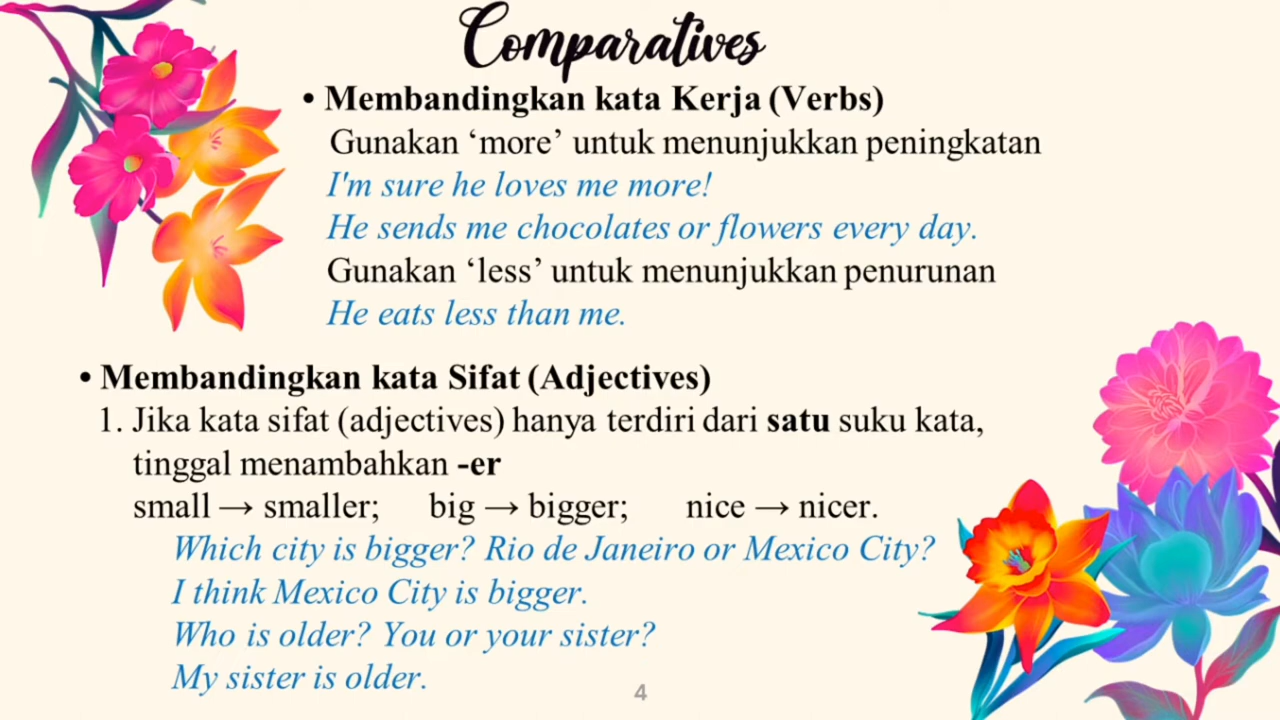 Comparatives
• Membandingkan kata Kerja (Verbs)
Gunakan ‘more’ untuk menunjukkan peningkatan
I'm sure he loves me more!
He sends me chocolates or flowers every day.
Gunakan ‘less’ untuk menunjukkan penurunan
He eats less than me.
• Membandingkan kata Sifat (Adjectives)
1. Jika kata sifat (adjectives) hanya terdiri dari satu suku kata,
tinggal menambahkan -er
small → smaller; big → bigger; nice → nicer.
Which city is bigger? Rio de Janeiro or Mexico City?
I think Mexico City is bigger.
Who is older? You or your sister?
My sister is older.
4